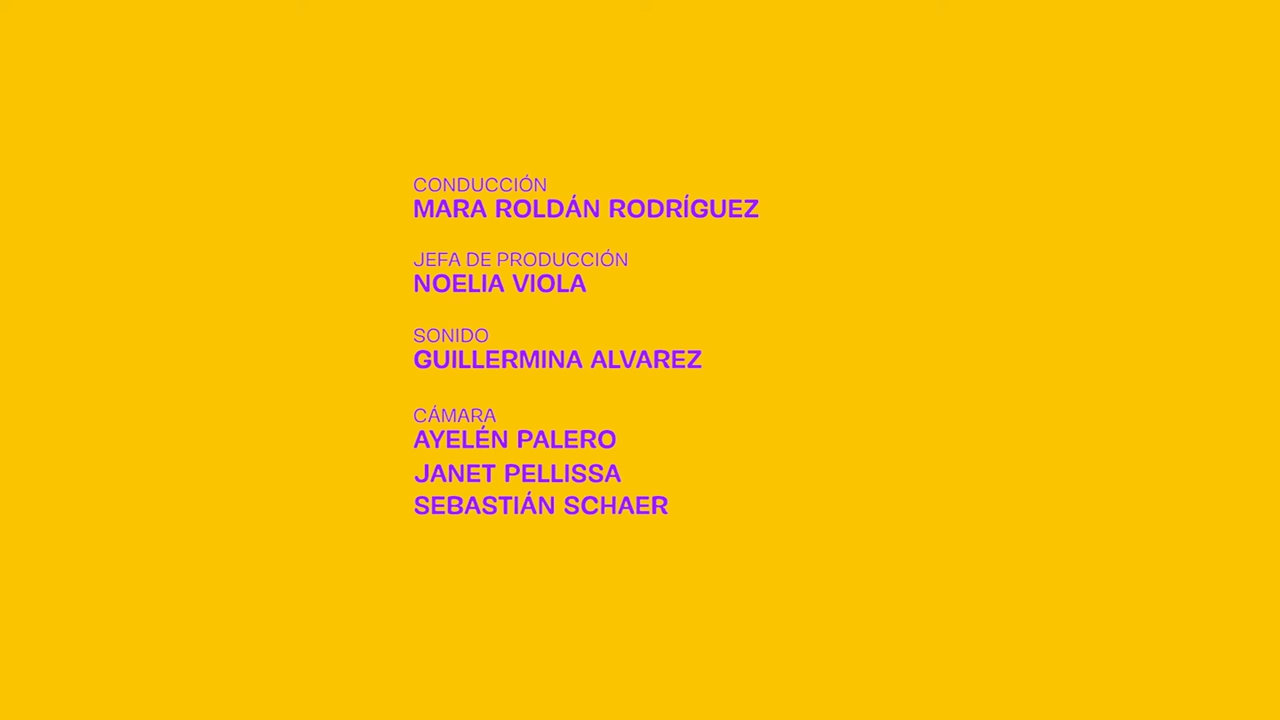 CONDUCCIÓN
MARA ROLDÁN RODRÍGUEZ
JEFA DE PRODUCCIÓN
NOELIA VIOLA
SONIDO
GUILLERMINA ALVAREZ
CÁMARA
AYELÉN PALERO
JANET PELLISSA
SEBASTIÁN SCHAER